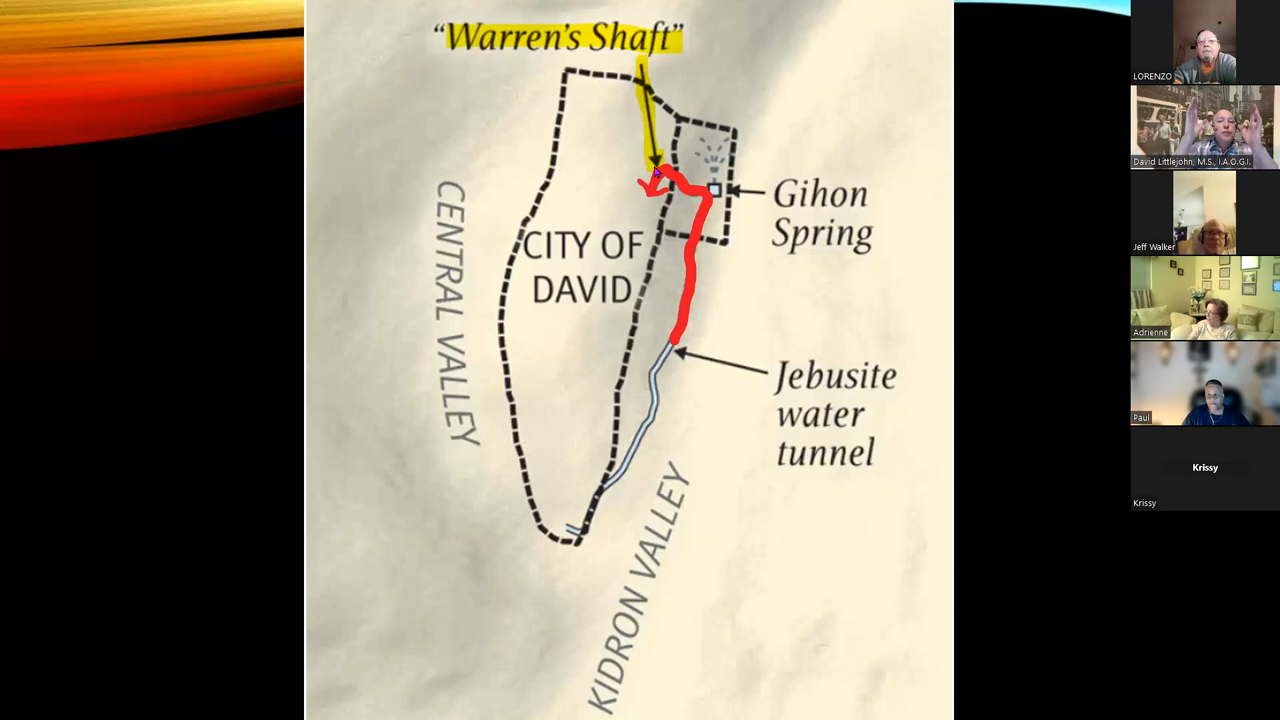 “Warren’s Shaft”
Gihon
Spring
CITY OF
DAVID
CENTRAL VALLEY
Jebusite
water
tunnel
KIDRON VALLEY
LORENZO
David Littlejohn, M.S., I.A.O.G.I.
Jeff Walker
Adrienne
Paul
Krissy
Krissy